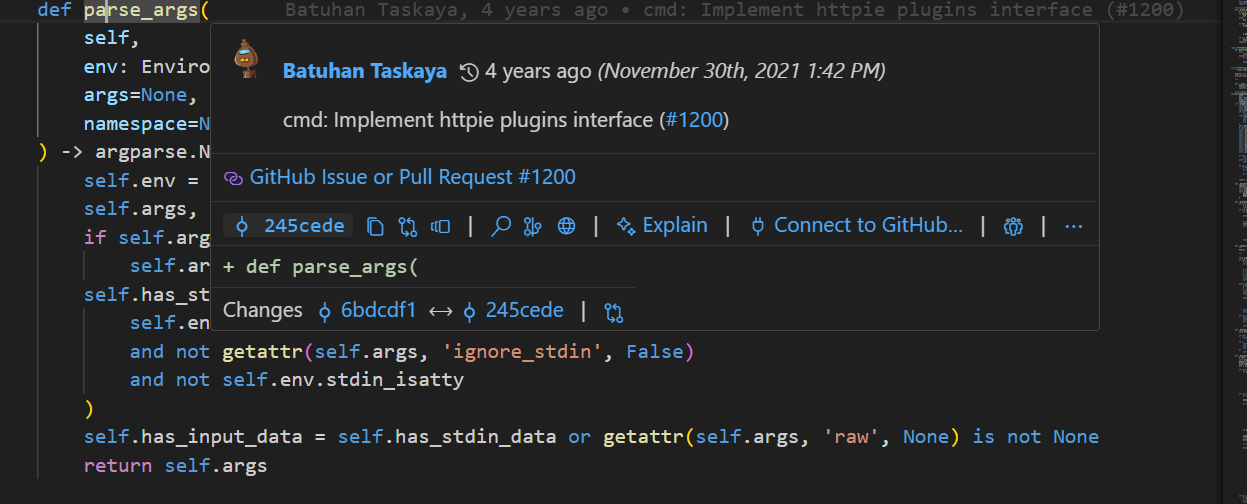 def parse_args(    Batuhan Taskaya, 4 years ago • cmd: Implement httpie plugins interface (#1200)
self,
Batuhan Taskaya 4 years ago (November 30th, 2021 1:42 PM)
env: Enviro
args=None,
cmd: Implement httpie plugins interface (#1200)
namespace=N
) -> argparse.N
GitHub Issue or Pull Request #1200
self.env =
self.args,
245cede | | Explain | Connect to GitHub... | | ...
if self.arg
self.ar
+ def parse_args(
self.has_st
Changes 6bdcdf1 ↔ 245cede |
self.en
and not getattr(self.args, 'ignore_stdin', False)
and not self.env.stdin_isatty
)
self.has_input_data = self.has_stdin_data or getattr(self.args, 'raw', None) is not None
return self.args